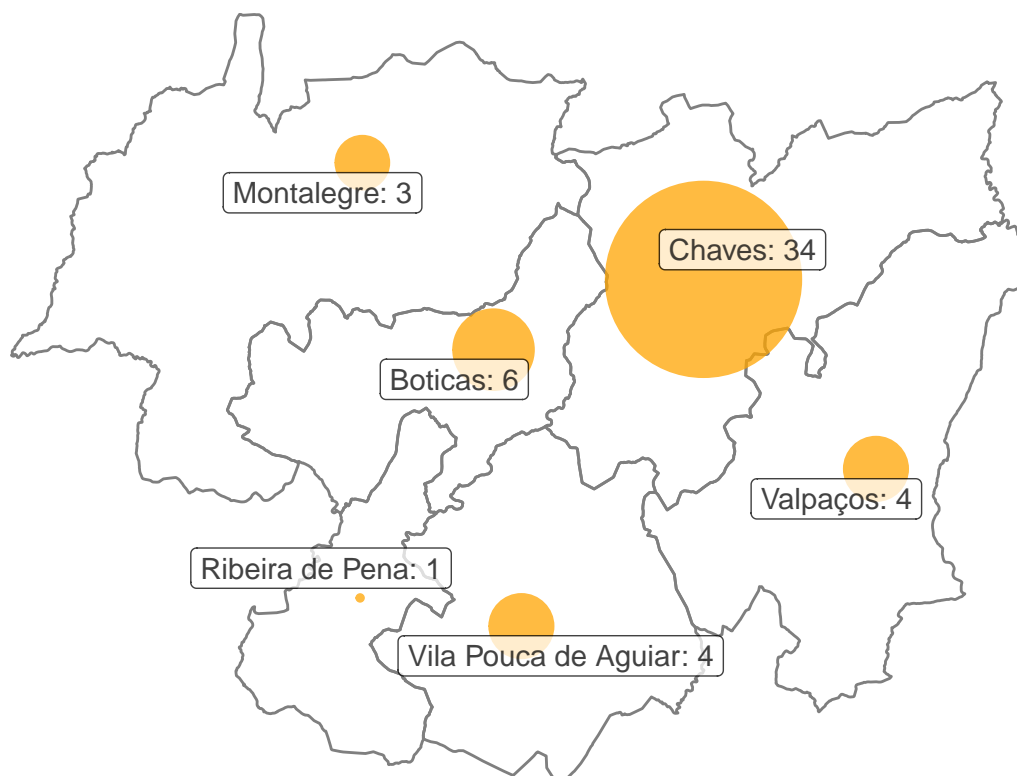 Montalegre: 3
Chaves: 34
Boticas: 6
Valpaços: 4
Ribeira de Pena: 1
Vila Pouca de Aguiar: 4